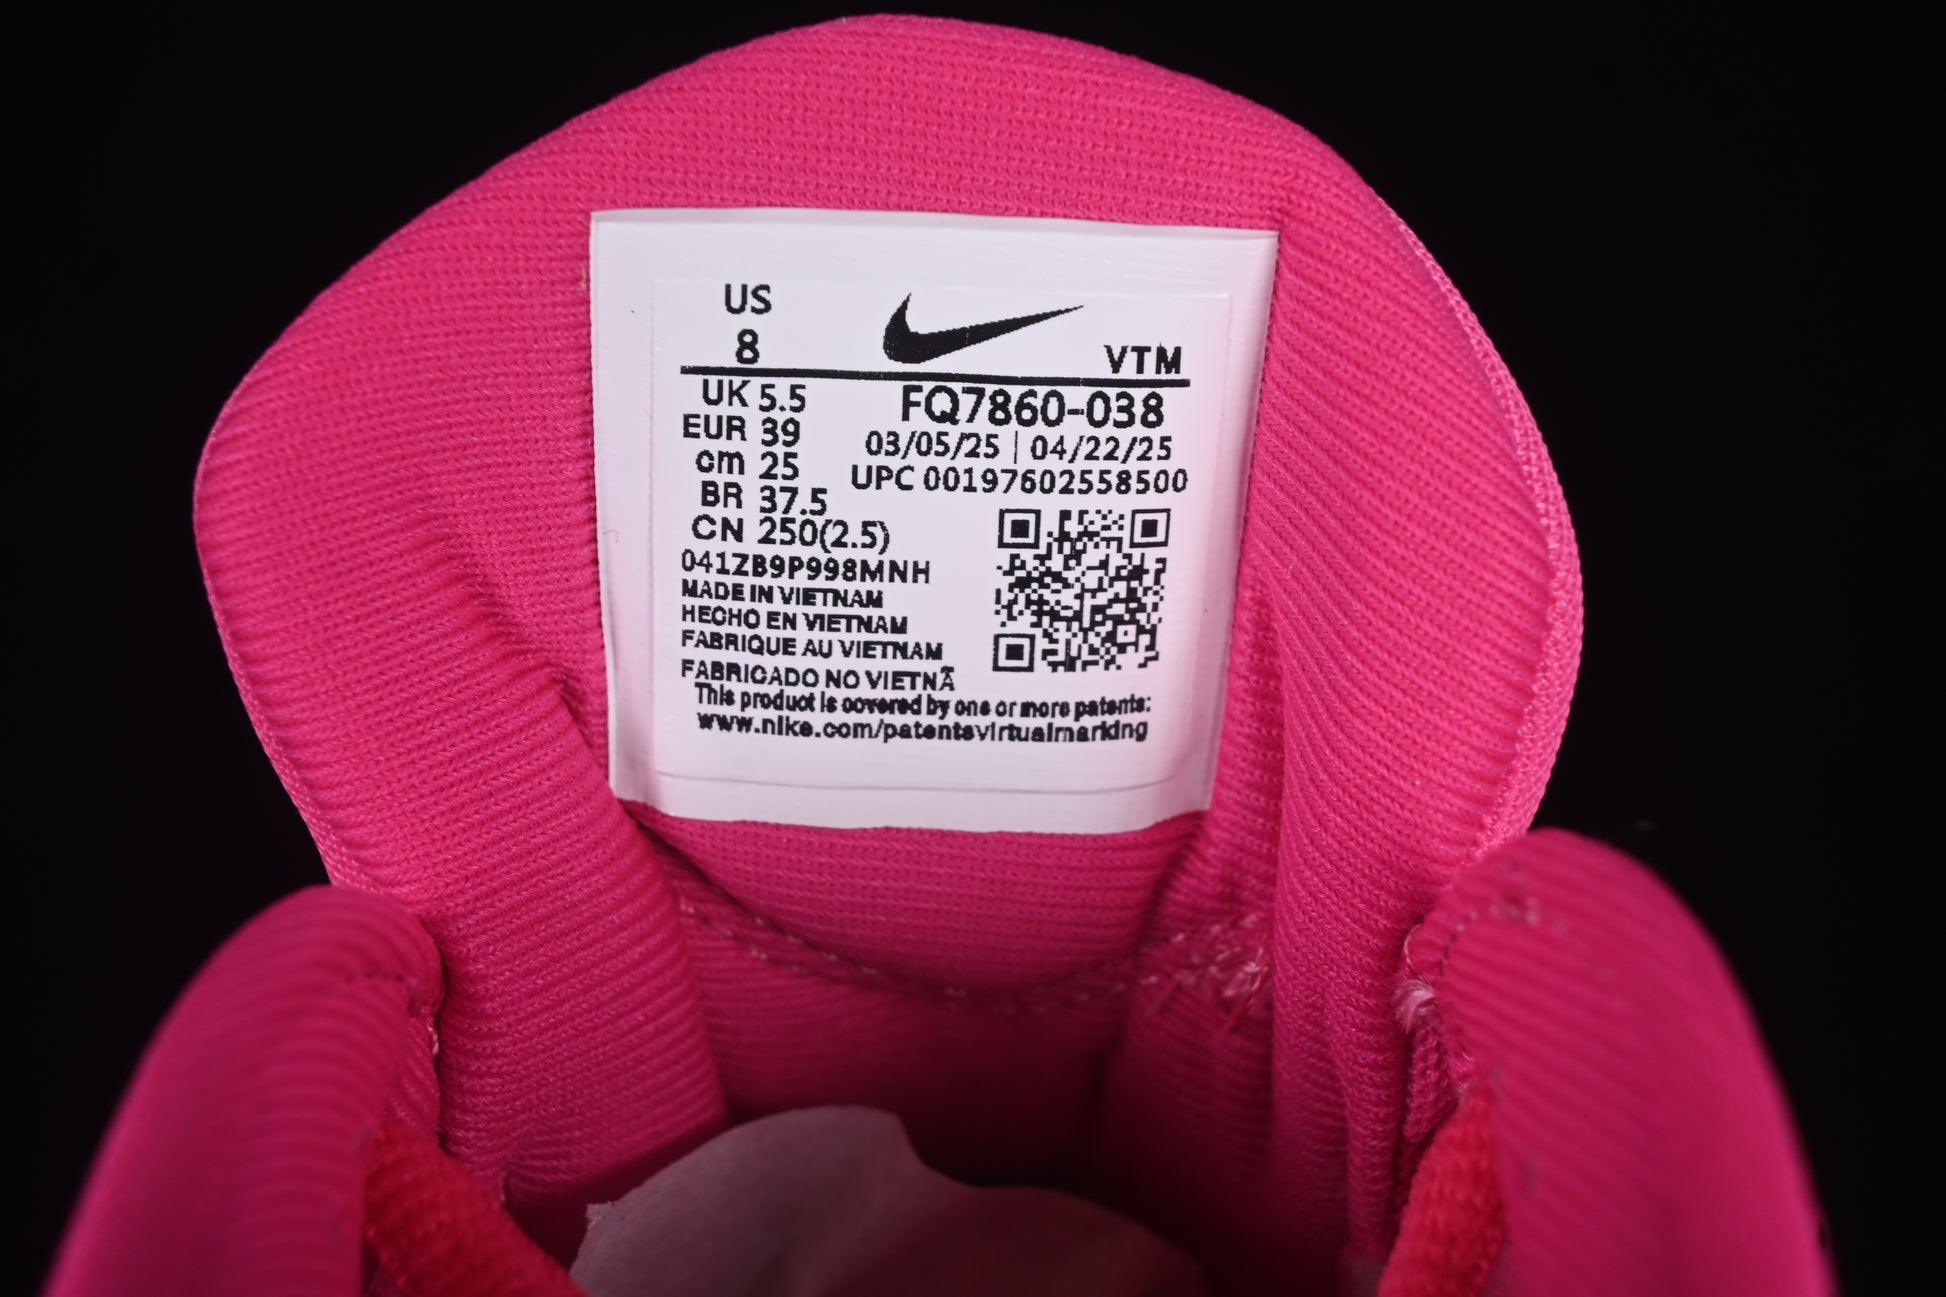 US
8
VTM
UK 5.5
EUR 39
cm 25
BR 37.5
CN 250(2.5)
FQ7860-038
03/05/25 | 04/22/25
UPC 00197602558500
041ZB9P998MNH
MADE IN VIETNAM
HECHO EN VIETNAM
FABRIQUE AU VIETNAM
FABRICADO NO VIETNÃ
This product is covered by one or more patents:
www.nike.com/patentsvirtualmarking